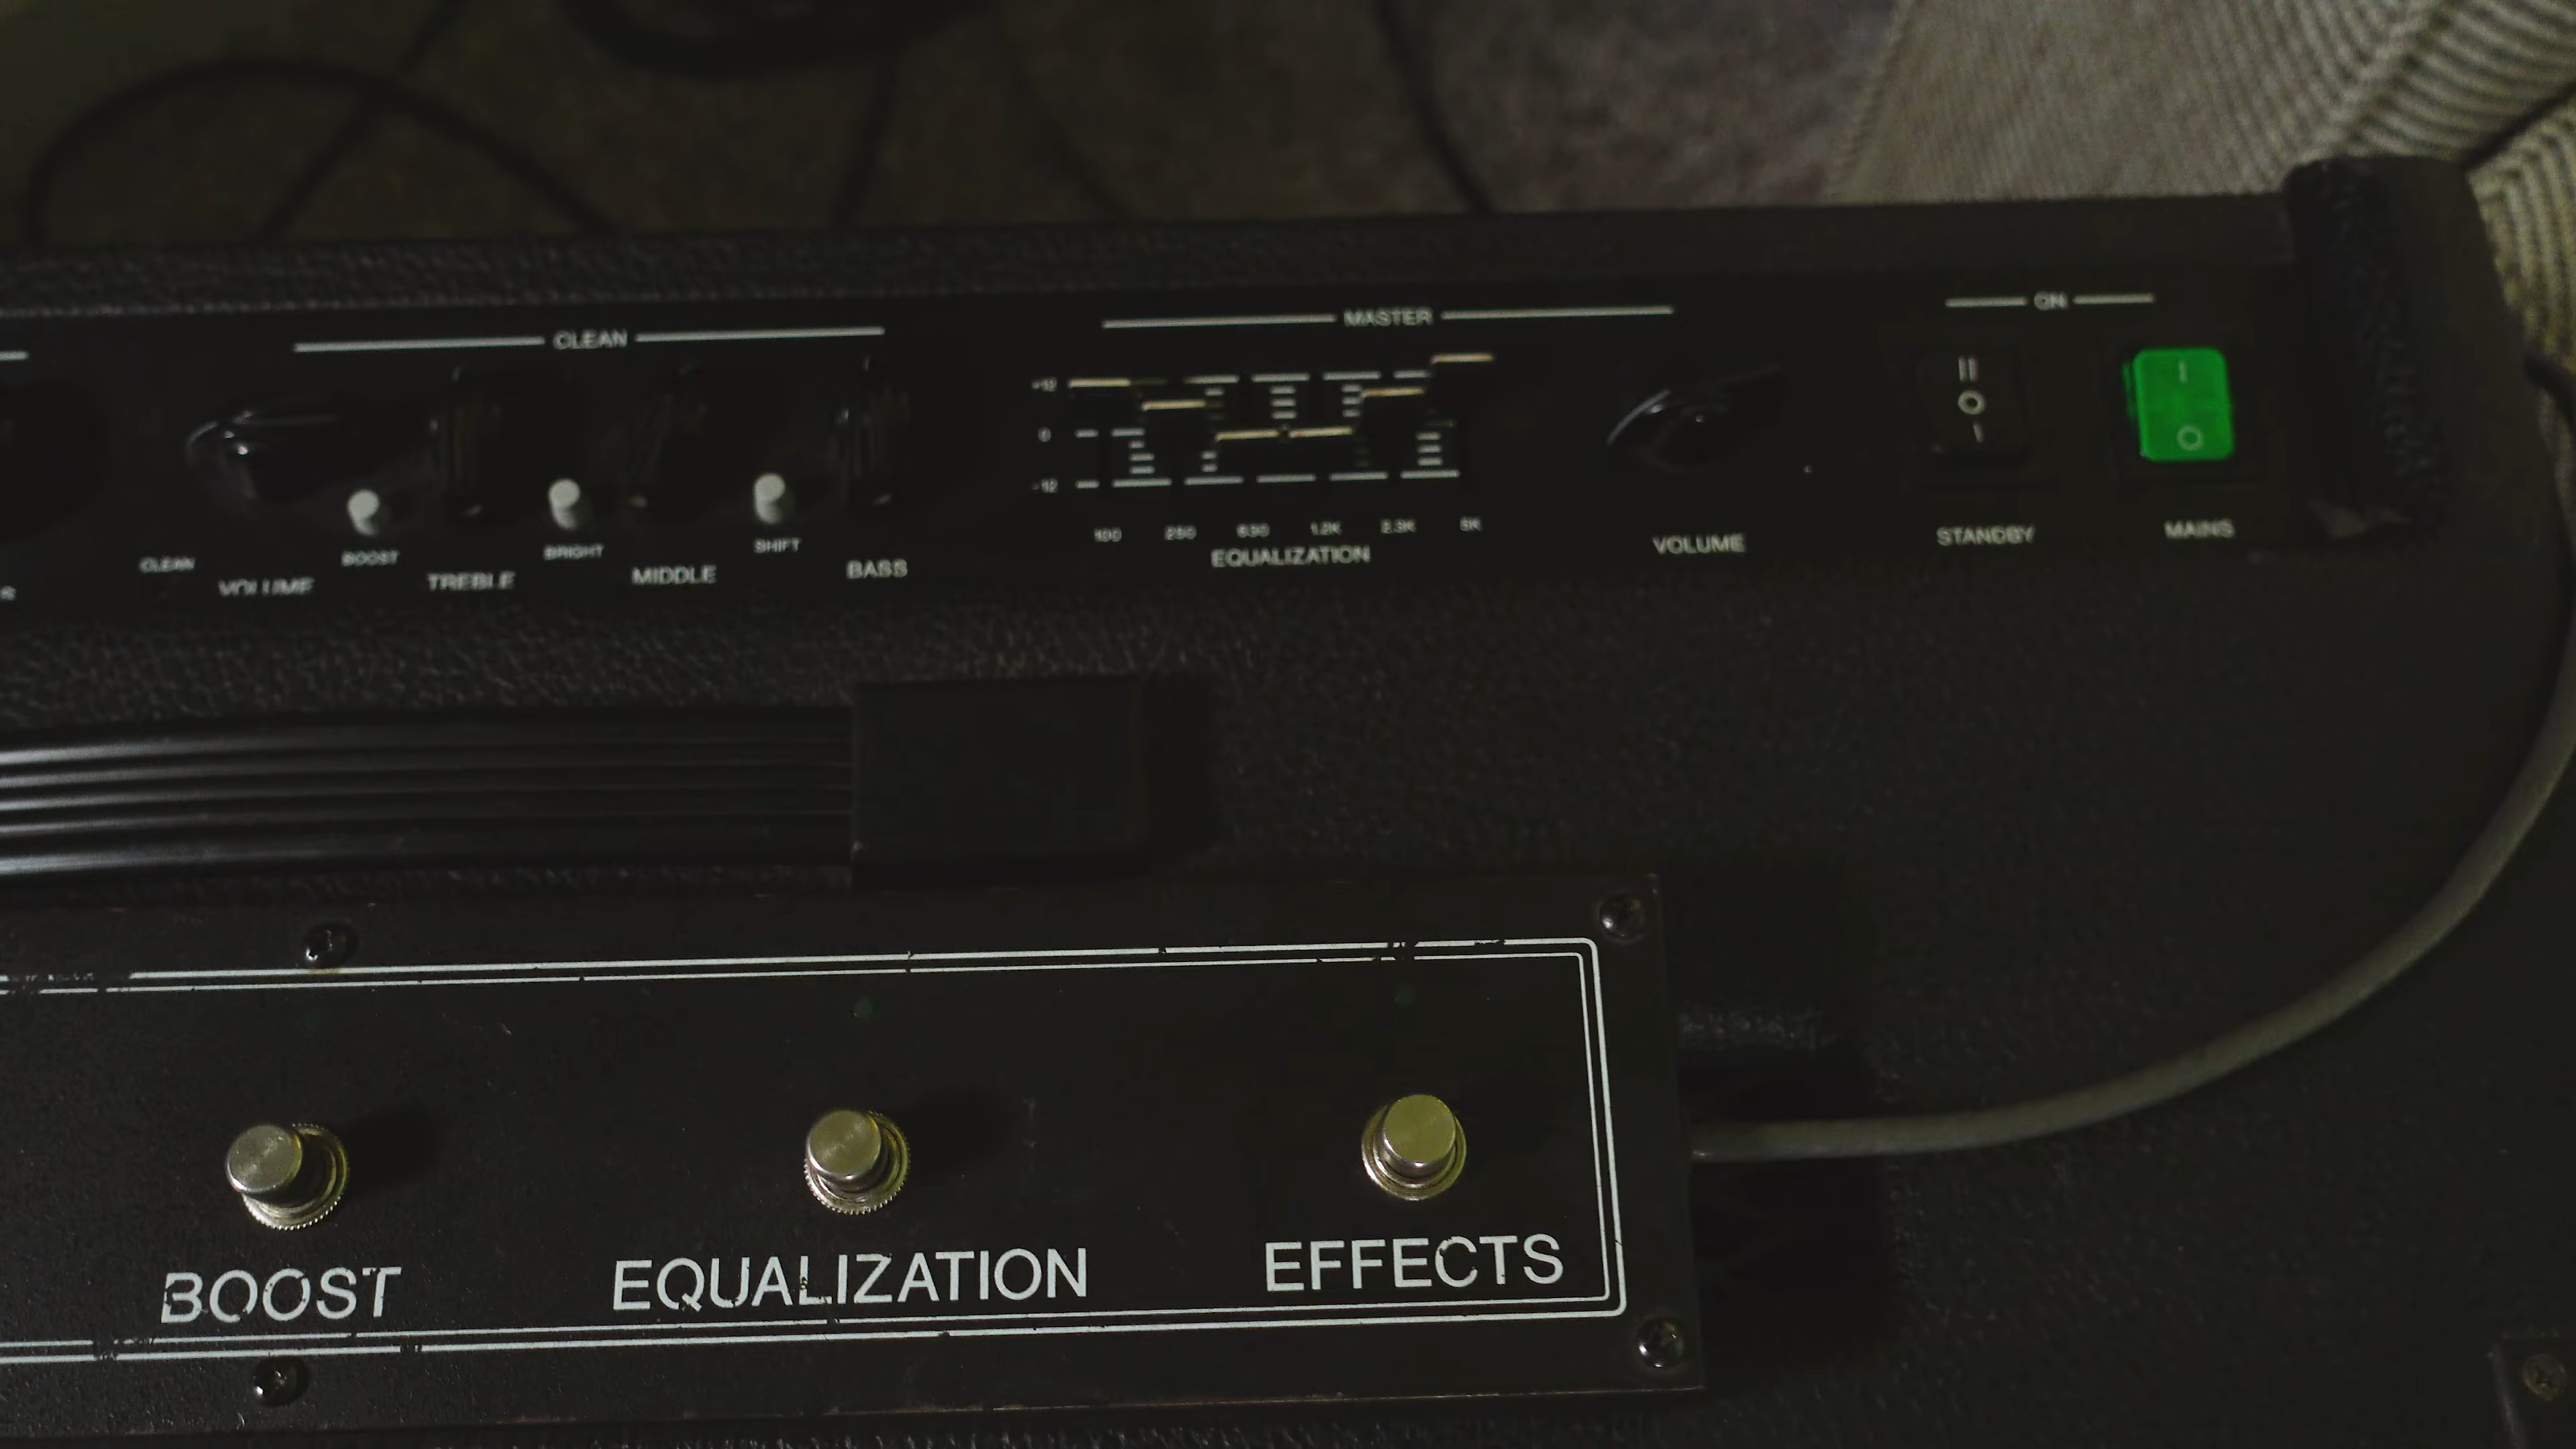 CLEAN
MASTER
ON
+12
0
-12
II
O
I
I
O
100 250 630 1.2K 2.3K 5K
EQUALIZATION
CLEAN
VOLUME
BOOST
TREBLE
BRIGHT
MIDDLE
SHIFT
BASS
VOLUME
STANDBY
MAINS
BOOST
EQUALIZATION
EFFECTS